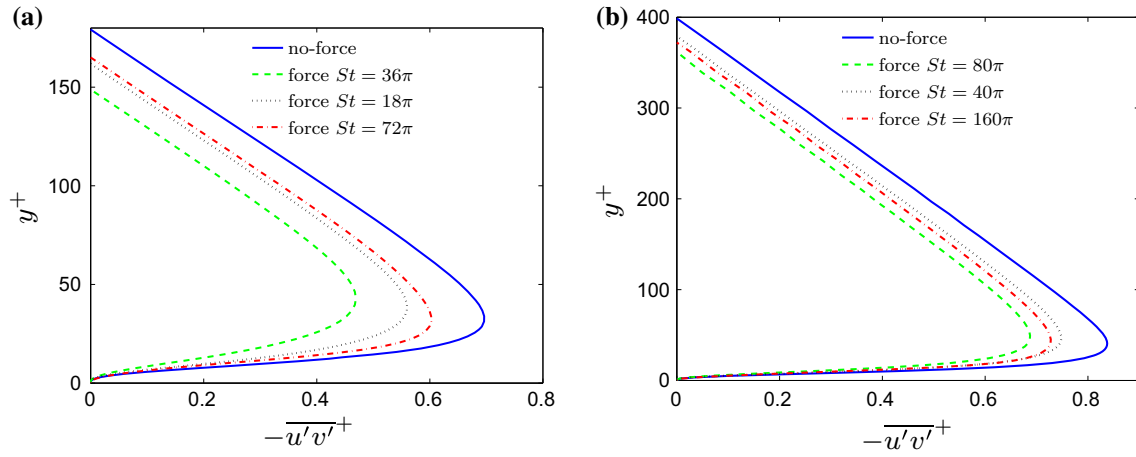 (a)
no-force
force St = 36π
force St = 18π
force St = 72π
y⁺
150
100
50
0
0
0.2
0.4
0.6
0.8
−u′v′⁺
(b)
no-force
force St = 80π
force St = 40π
force St = 160π
y⁺
400
300
200
100
0
0
0.2
0.4
0.6
0.8
−u′v′⁺